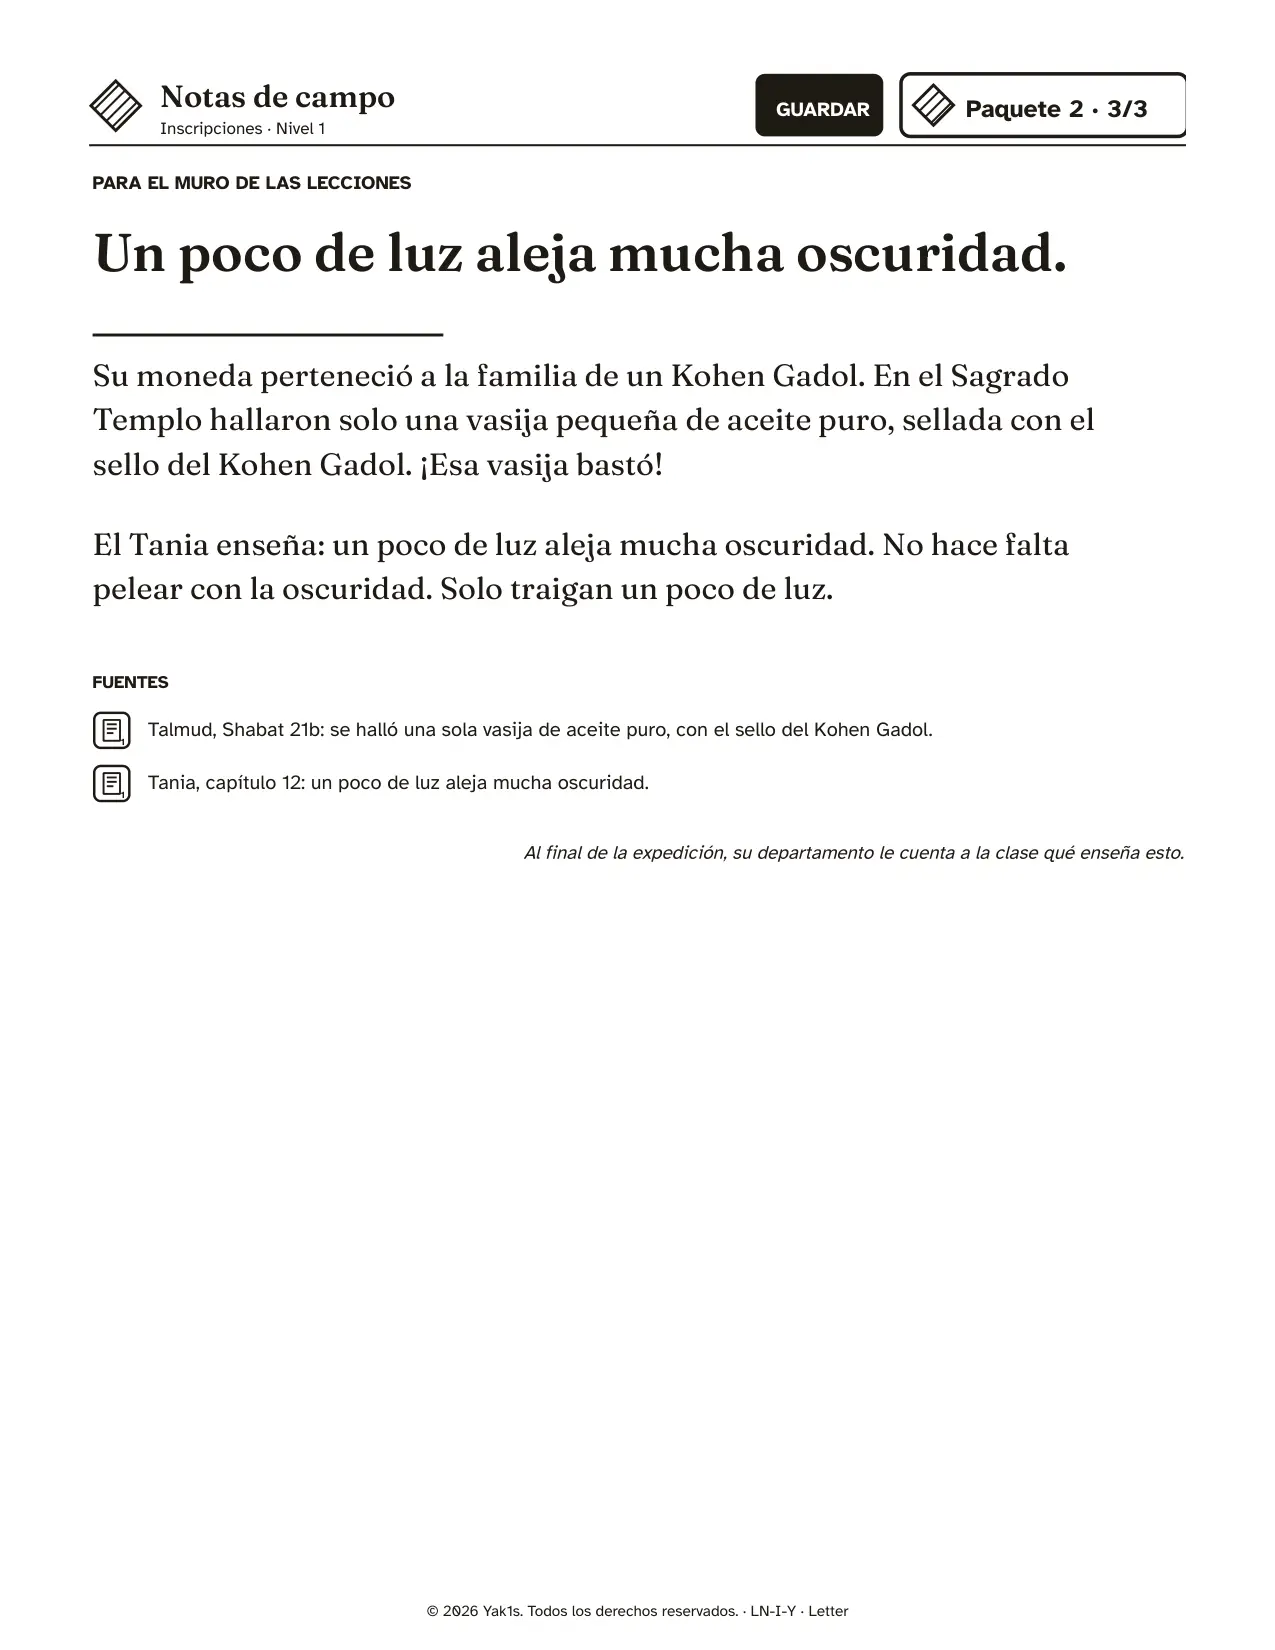 Notas de campo
Inscripciones · Nivel 1
GUARDAR
Paquete 2 · 3/3
PARA EL MURO DE LAS LECCIONES
Un poco de luz aleja mucha oscuridad.
Su moneda perteneció a la familia de un Kohen Gadol. En el Sagrado
Templo hallaron solo una vasija pequeña de aceite puro, sellada con el
sello del Kohen Gadol. ¡Esa vasija bastó!
El Tania enseña: un poco de luz aleja mucha oscuridad. No hace falta
pelear con la oscuridad. Solo traigan un poco de luz.
FUENTES
1
Talmud, Shabat 21b: se halló una sola vasija de aceite puro, con el sello del Kohen Gadol.
1
Tania, capítulo 12: un poco de luz aleja mucha oscuridad.
Al final de la expedición, su departamento le cuenta a la clase qué enseña esto.
© 2026 Yak1s. Todos los derechos reservados. · LN-I-Y · Letter